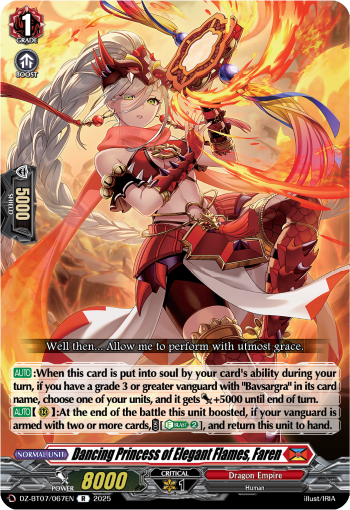 1
GRADE
BOOST
5000
SHIELD
Well then... Allow me to perform with utmost grace.
AUTO:When this card is put into soul by your card's ability during your
turn, if you have a grade 3 or greater vanguard with "Bavsargra" in its card
name, choose one of your units, and it gets +5000 until end of turn.
AUTO【 】:At the end of the battle this unit boosted, if your vanguard is
armed with two or more cards, [ BLAST 2], and return this unit to hand.
NORMAL UNIT
Dancing Princess of Elegant Flames, Faren
POWER 8000
CRITICAL
1
Dragon Empire
Human
DZ-BT07/067EN R 2025
illust/IRIA